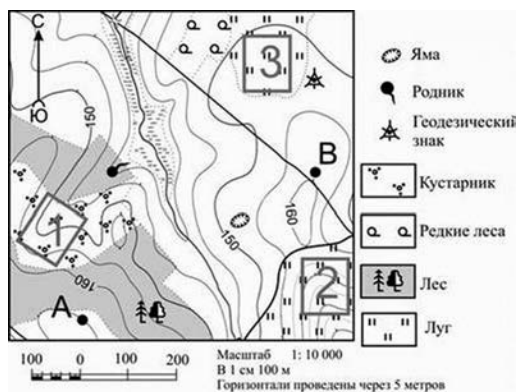 С
Ю
150
3
В
160
150
1
2
160
А
Яма
Родник
Геодезический
знак
Кустарник
Редкие леса
Лес
Луг
100 0 100 200
Масштаб 1: 10 000
В 1 см 100 м
Горизонтали проведены через 5 метров